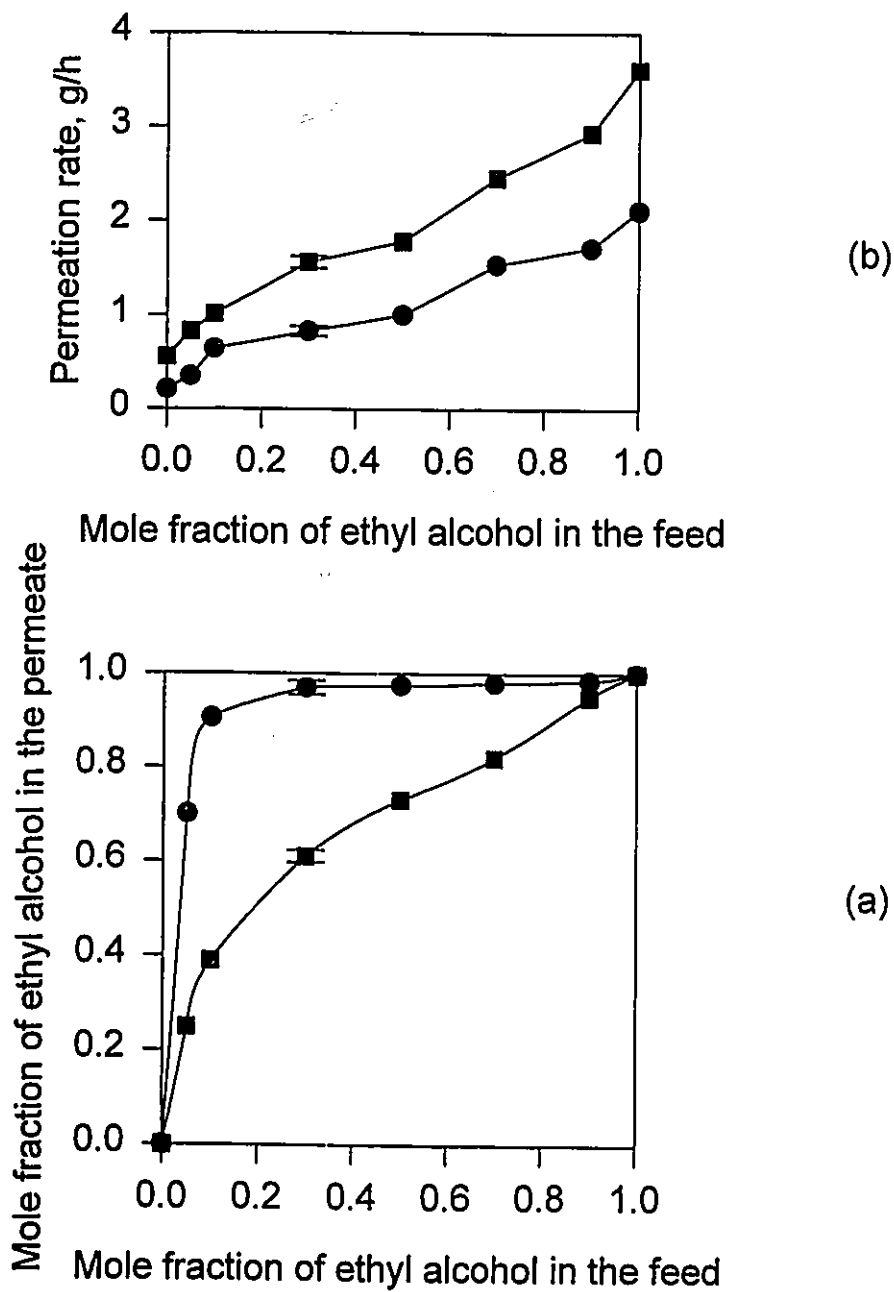 Permeation rate, g/h
4
3
2
1
0
0.0 0.2 0.4 0.6 0.8 1.0
Mole fraction of ethyl alcohol in the feed
(b)
Mole fraction of ethyl alcohol in the permeate
1.0
0.8
0.6
0.4
0.2
0.0
0.0 0.2 0.4 0.6 0.8 1.0
Mole fraction of ethyl alcohol in the feed
(a)